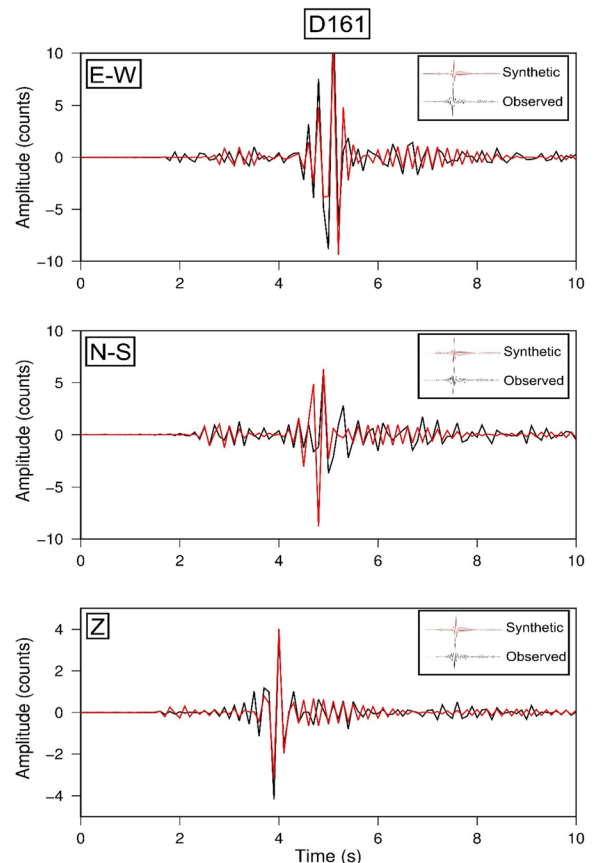 D161
E-W
Synthetic
Observed
Amplitude (counts)
10
5
0
−5
−10
0 2 4 6 8 10
N-S
Synthetic
Observed
Amplitude (counts)
10
5
0
−5
−10
0 2 4 6 8 10
Z
Synthetic
Observed
Amplitude (counts)
4
2
0
−2
−4
0 2 4 6 8 10
Time (s)